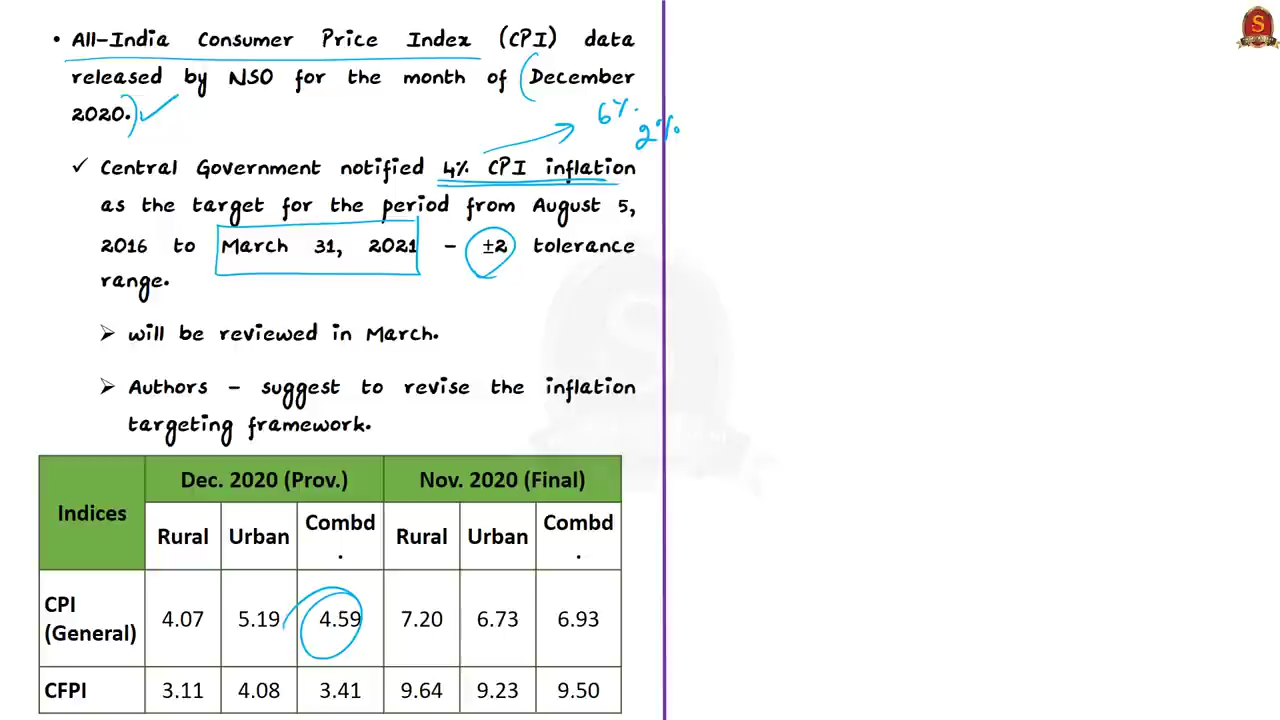 • All-India Consumer Price Index (CPI) data
released by NSO for the month of December
2020.
6%
2%
✓ Central Government notified 4% CPI inflation
as the target for the period from August 5,
2016 to March 31, 2021 - ±2 tolerance
range.
➢ will be reviewed in March.
➢ Authors - suggest to revise the inflation
targeting framework.
Indices Dec. 2020 (Prov.) Nov. 2020 (Final)
Rural Urban Combd. Rural Urban Combd.
CPI (General) 4.07 5.19 4.59 7.20 6.73 6.93
CFPI 3.11 4.08 3.41 9.64 9.23 9.50
S